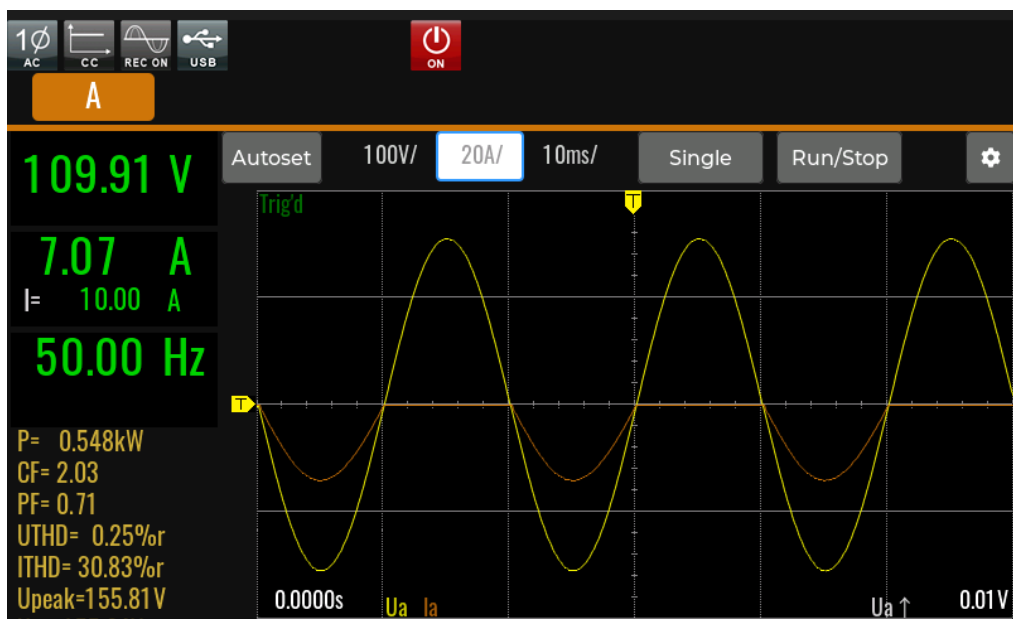 1Ø AC CC REC ON USB ON
A
Autoset 100V/ 20A/ 10ms/ Single Run/Stop
109.91 V
Trig'd
T
7.07 A
I= 10.00 A
50.00 Hz
T
P= 0.548kW
CF= 2.03
PF= 0.71
UTHD= 0.25%r
ITHD= 30.83%r
Upeak=155.81V
0.0000s Ua Ia Ua↑ 0.01V